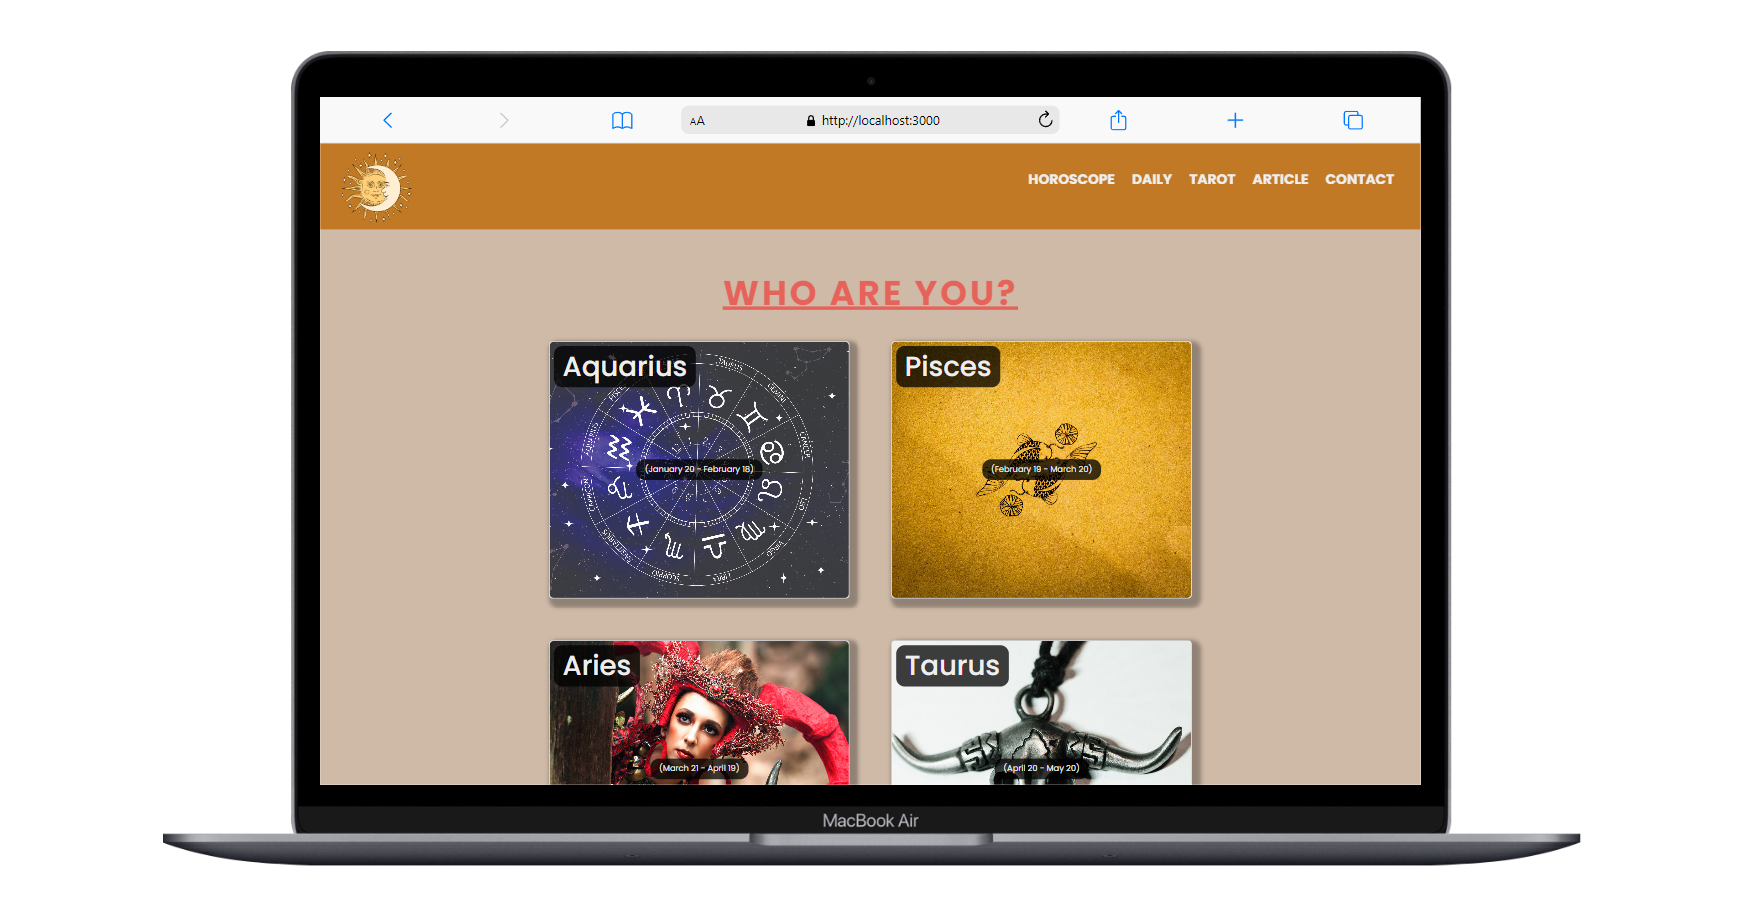 AA http://localhost:3000
HOROSCOPE DAILY TAROT ARTICLE CONTACT
WHO ARE YOU?
Aquarius
(January 20 - February 18)
Pisces
(February 19 - March 20)
Aries
(March 21 - April 19)
Taurus
(April 20 - May 20)
MacBook Air